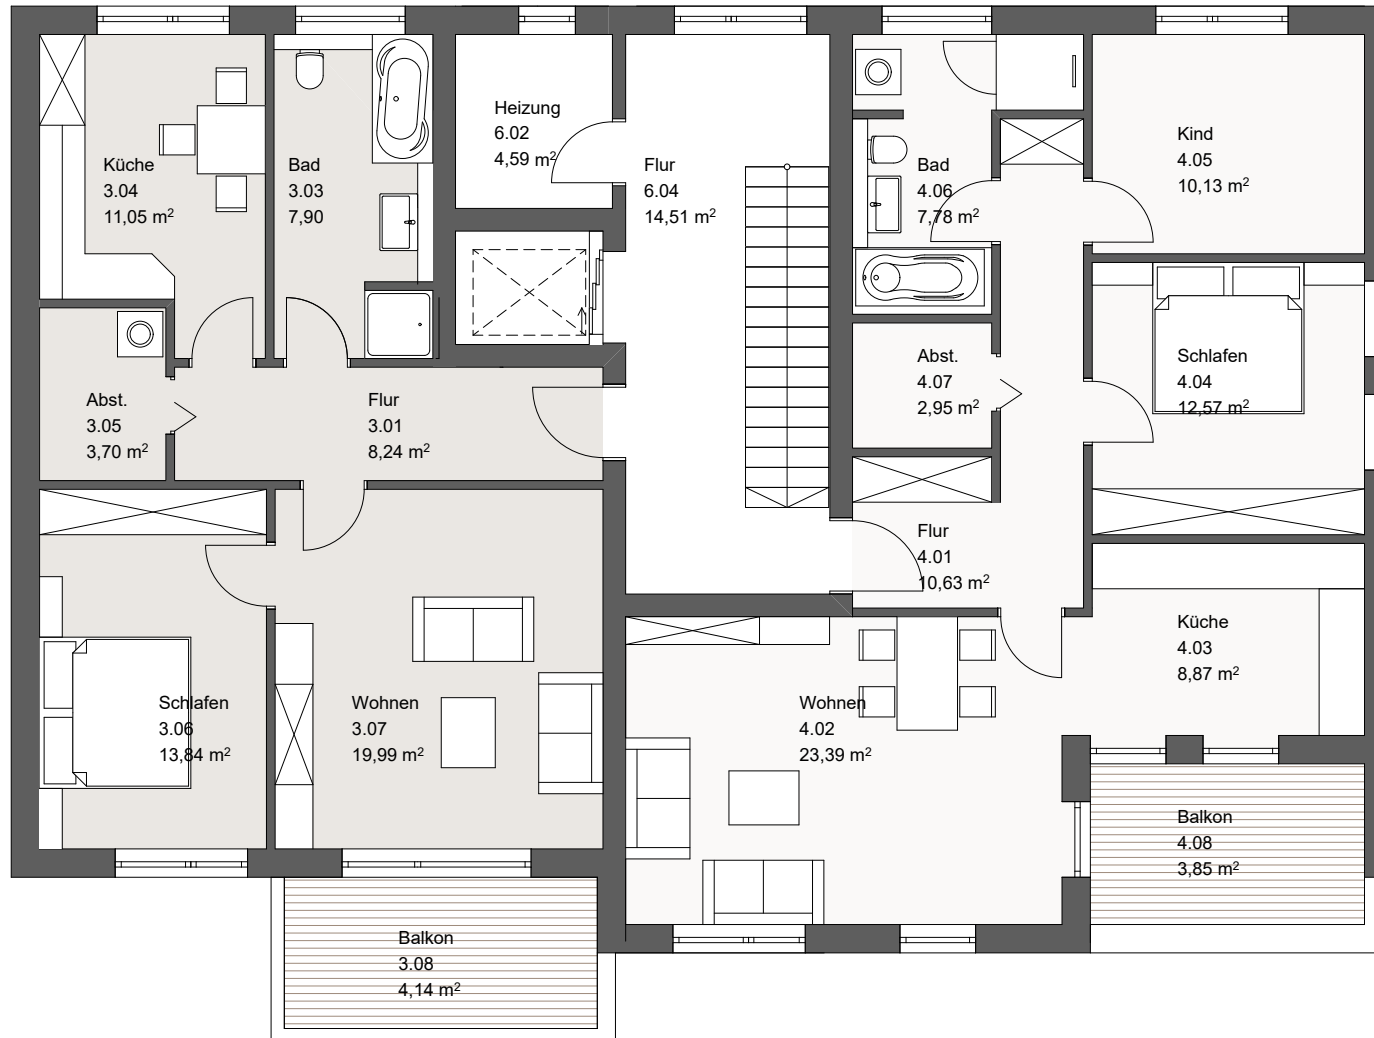 Heizung
6.02
4,59 m²
Kind
4.05
10,13 m²
Küche
3.04
11,05 m²
Bad
3.03
7,90
Flur
6.04
14,51 m²
Bad
4.06
7,78 m²
Abst.
3.05
3,70 m²
Flur
3.01
8,24 m²
Abst.
4.07
2,95 m²
Schlafen
4.04
12,57 m²
Flur
4.01
10,63 m²
Küche
4.03
8,87 m²
Schlafen
3.06
13,84 m²
Wohnen
3.07
19,99 m²
Wohnen
4.02
23,39 m²
Balkon
4.08
3,85 m²
Balkon
3.08
4,14 m²